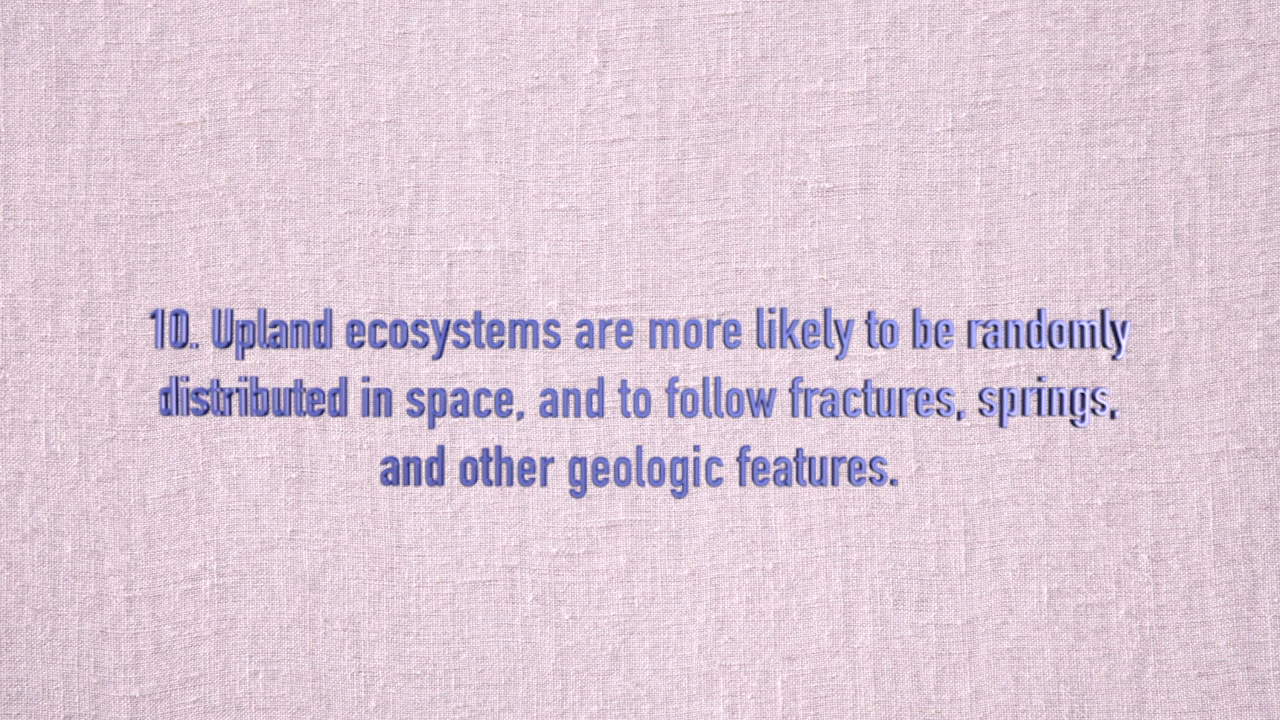 10. Upland ecosystems are more likely to be randomly
distributed in space, and to follow fractures, springs,
and other geologic features.